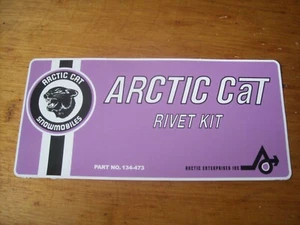 ARCTIC CAT
SNOWMOBILES
ARCTIC CAT
RIVET KIT
PART NO. 134-473
ARCTIC ENTERPRISES INC